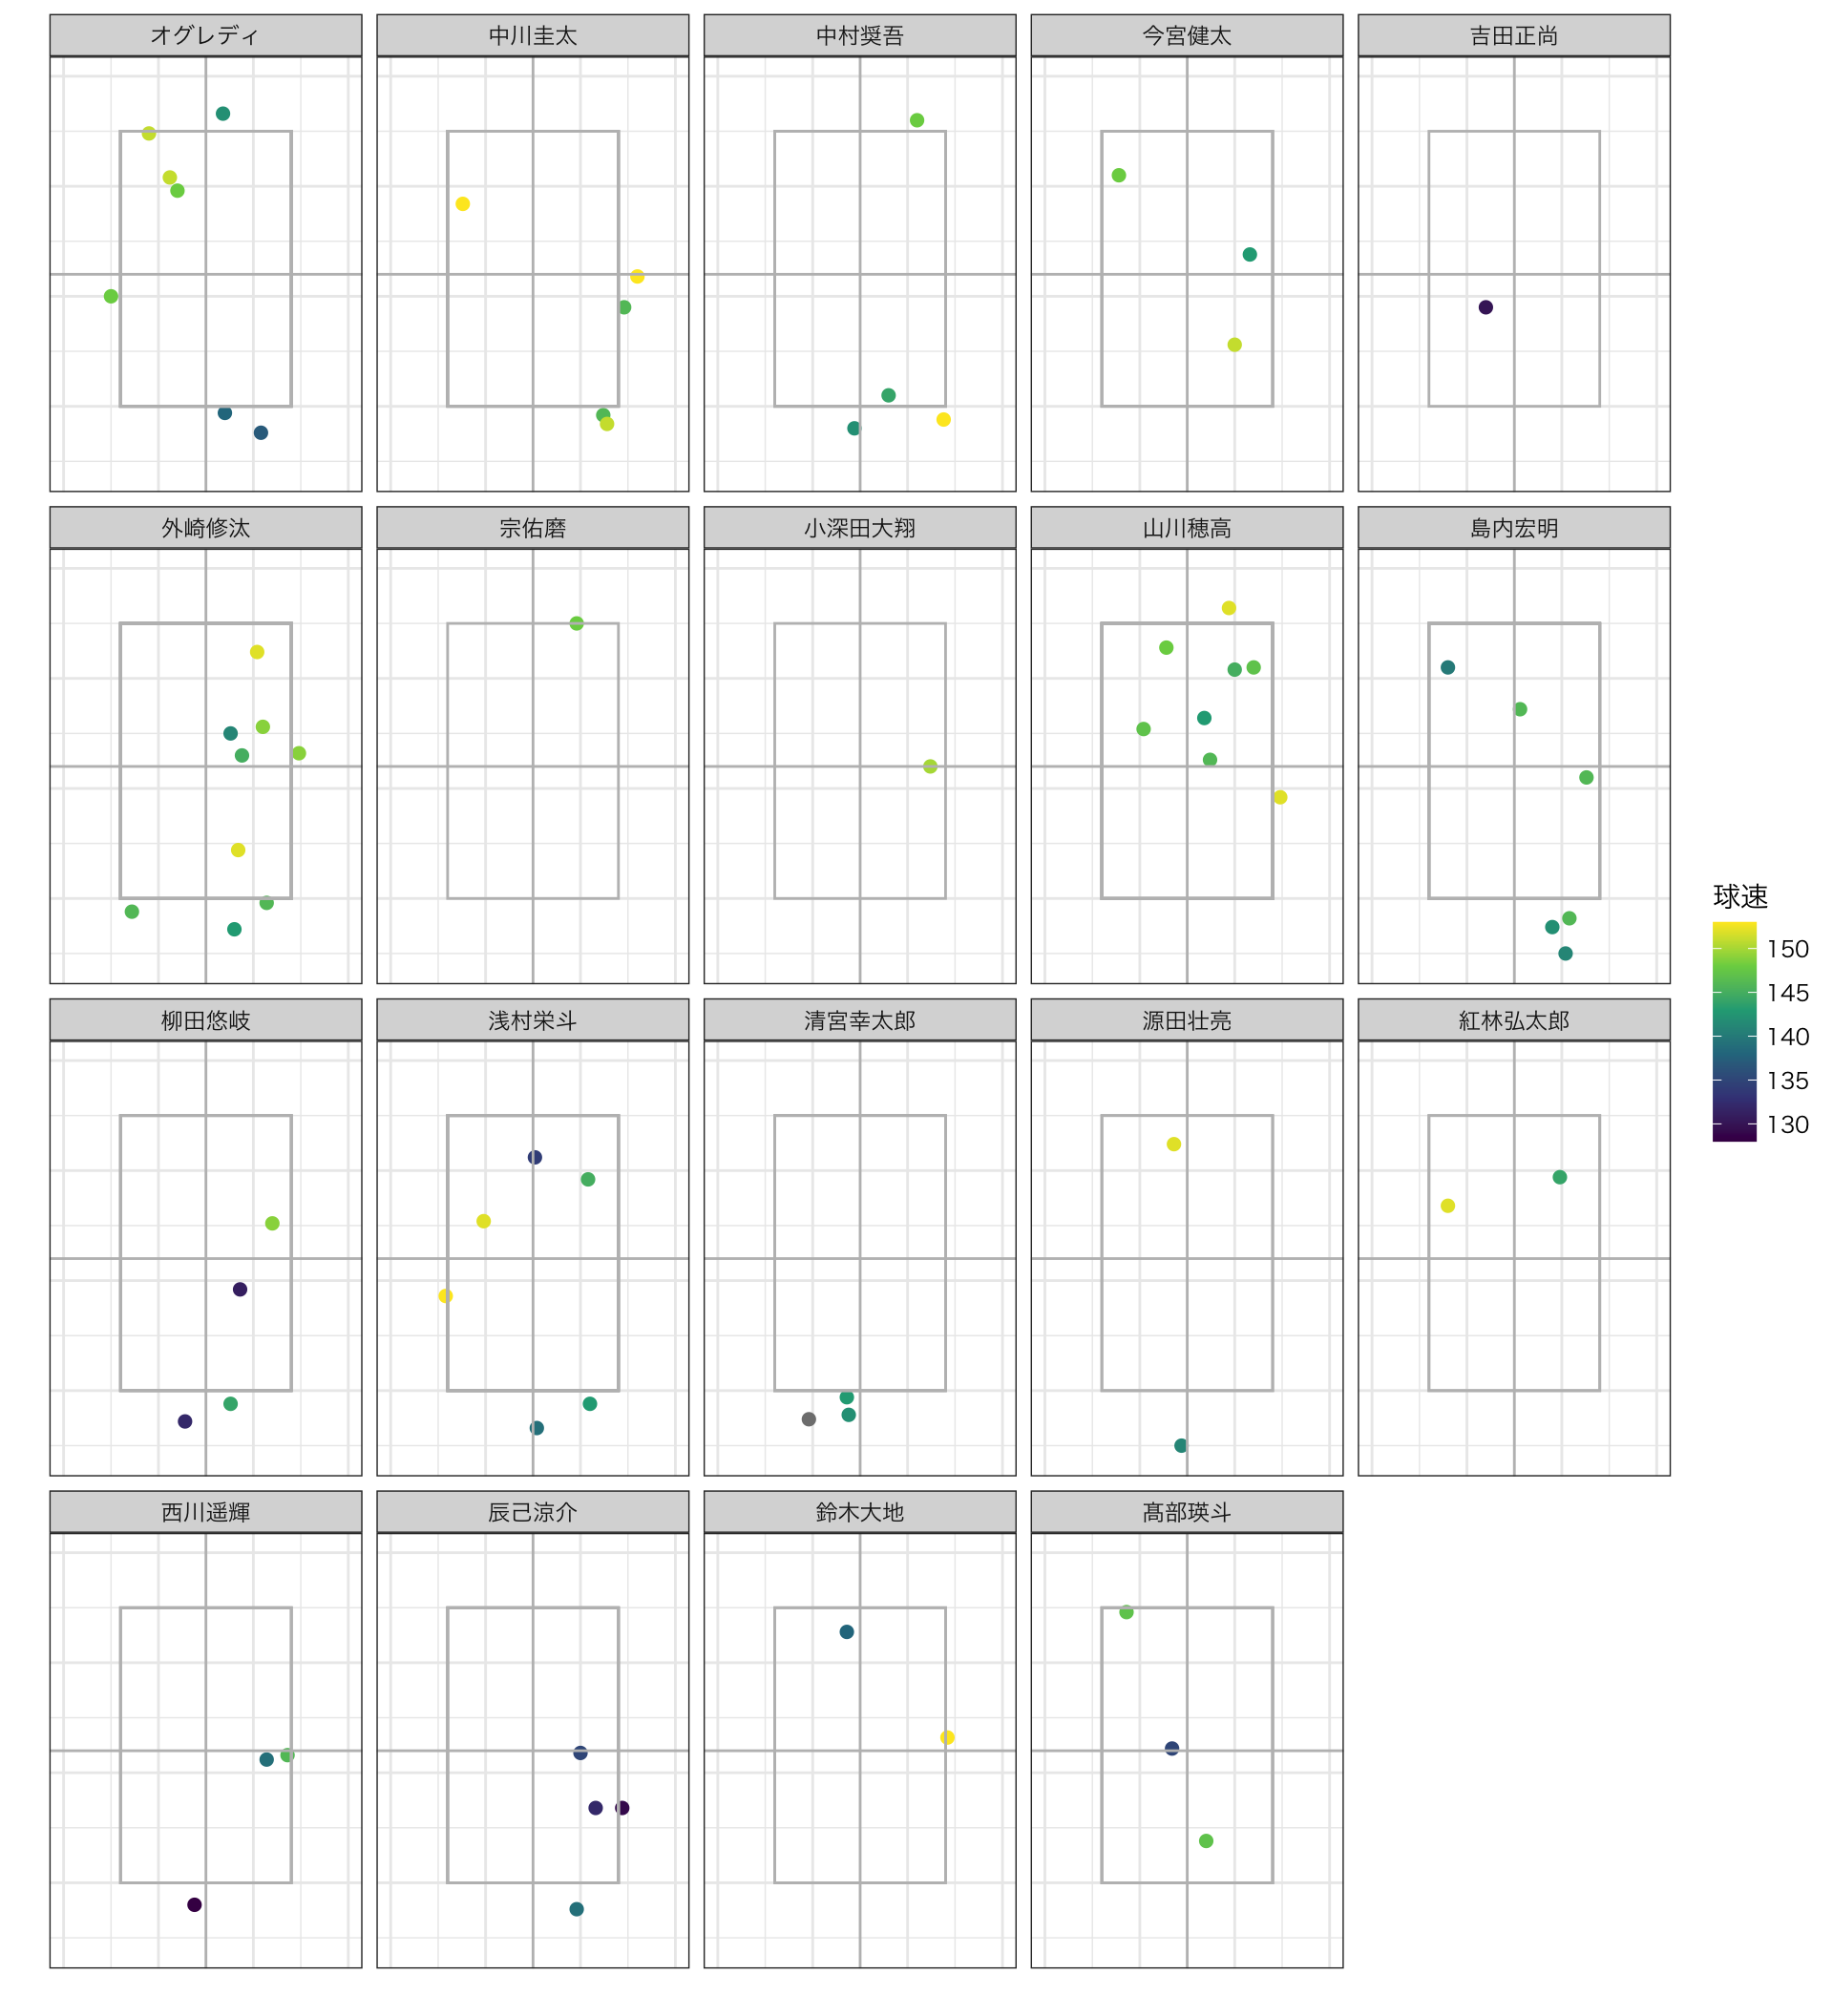 オグレディ
中川圭太
中村奨吾
今宮健太
吉田正尚
外崎修汰
宗佑磨
小深田大翔
山川穂高
島内宏明
柳田悠岐
浅村栄斗
清宮幸太郎
源田壮亮
紅林弘太郎
西川遥輝
辰己涼介
鈴木大地
髙部瑛斗
球速
150
145
140
135
130